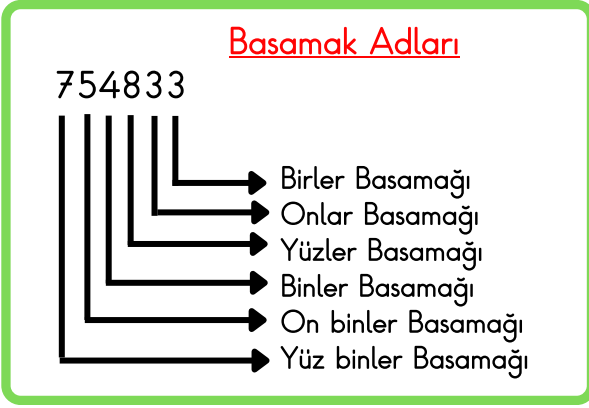 Basamak Adları
754833
Birler Basamağı
Onlar Basamağı
Yüzler Basamağı
Binler Basamağı
On binler Basamağı
Yüz binler Basamağı